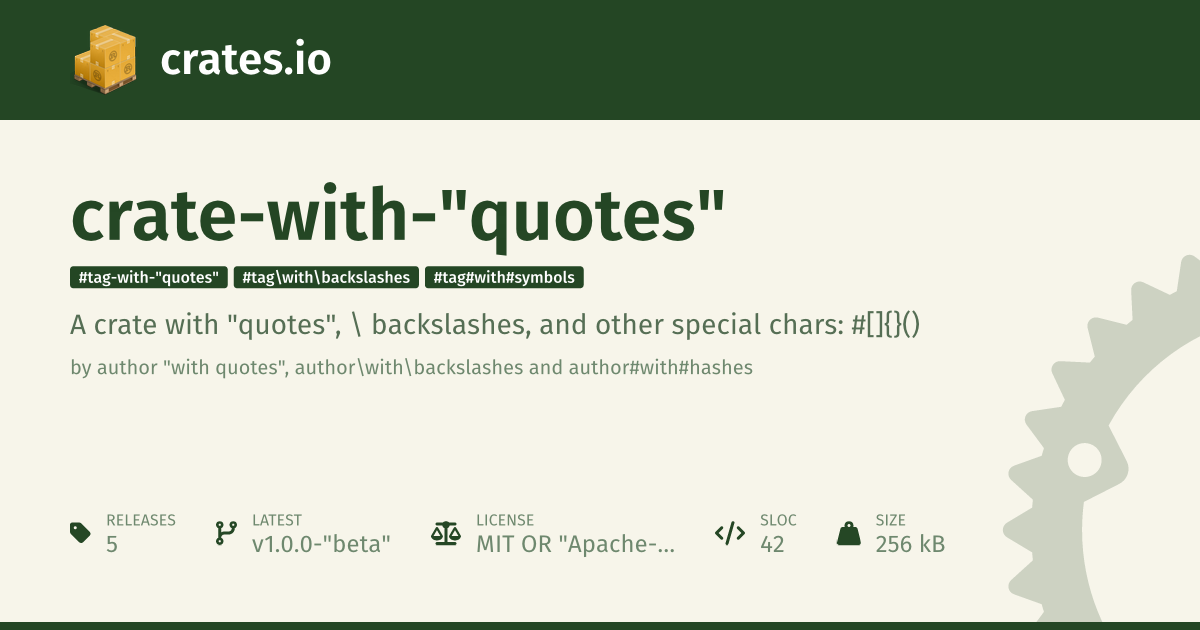 crates.io
crate-with-"quotes"
#tag-with-"quotes" #tag\with\backslashes #tag#with#symbols
A crate with "quotes", \ backslashes, and other special chars: #[]{}()
by author "with quotes", author\with\backslashes and author#with#hashes
RELEASES LATEST LICENSE SLOC SIZE
5 v1.0.0-"beta" MIT OR "Apache-... 42 256 kB